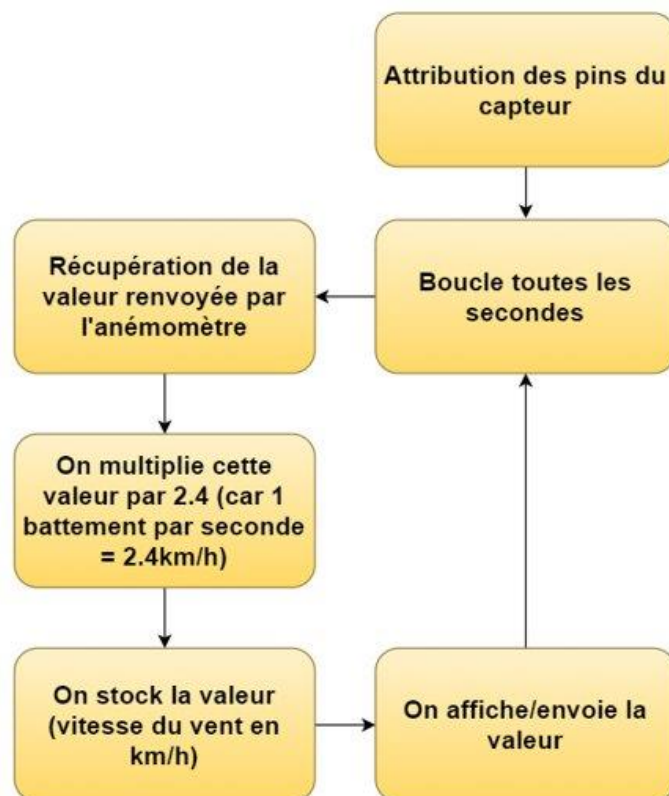 Attribution des pins du
capteur
Boucle toutes les
secondes
Récupération de la
valeur renvoyée par
l'anémomètre
On multiplie cette
valeur par 2.4 (car 1
battement par seconde
= 2.4km/h)
On stock la valeur
(vitesse du vent en
km/h)
On affiche/envoie la
valeur